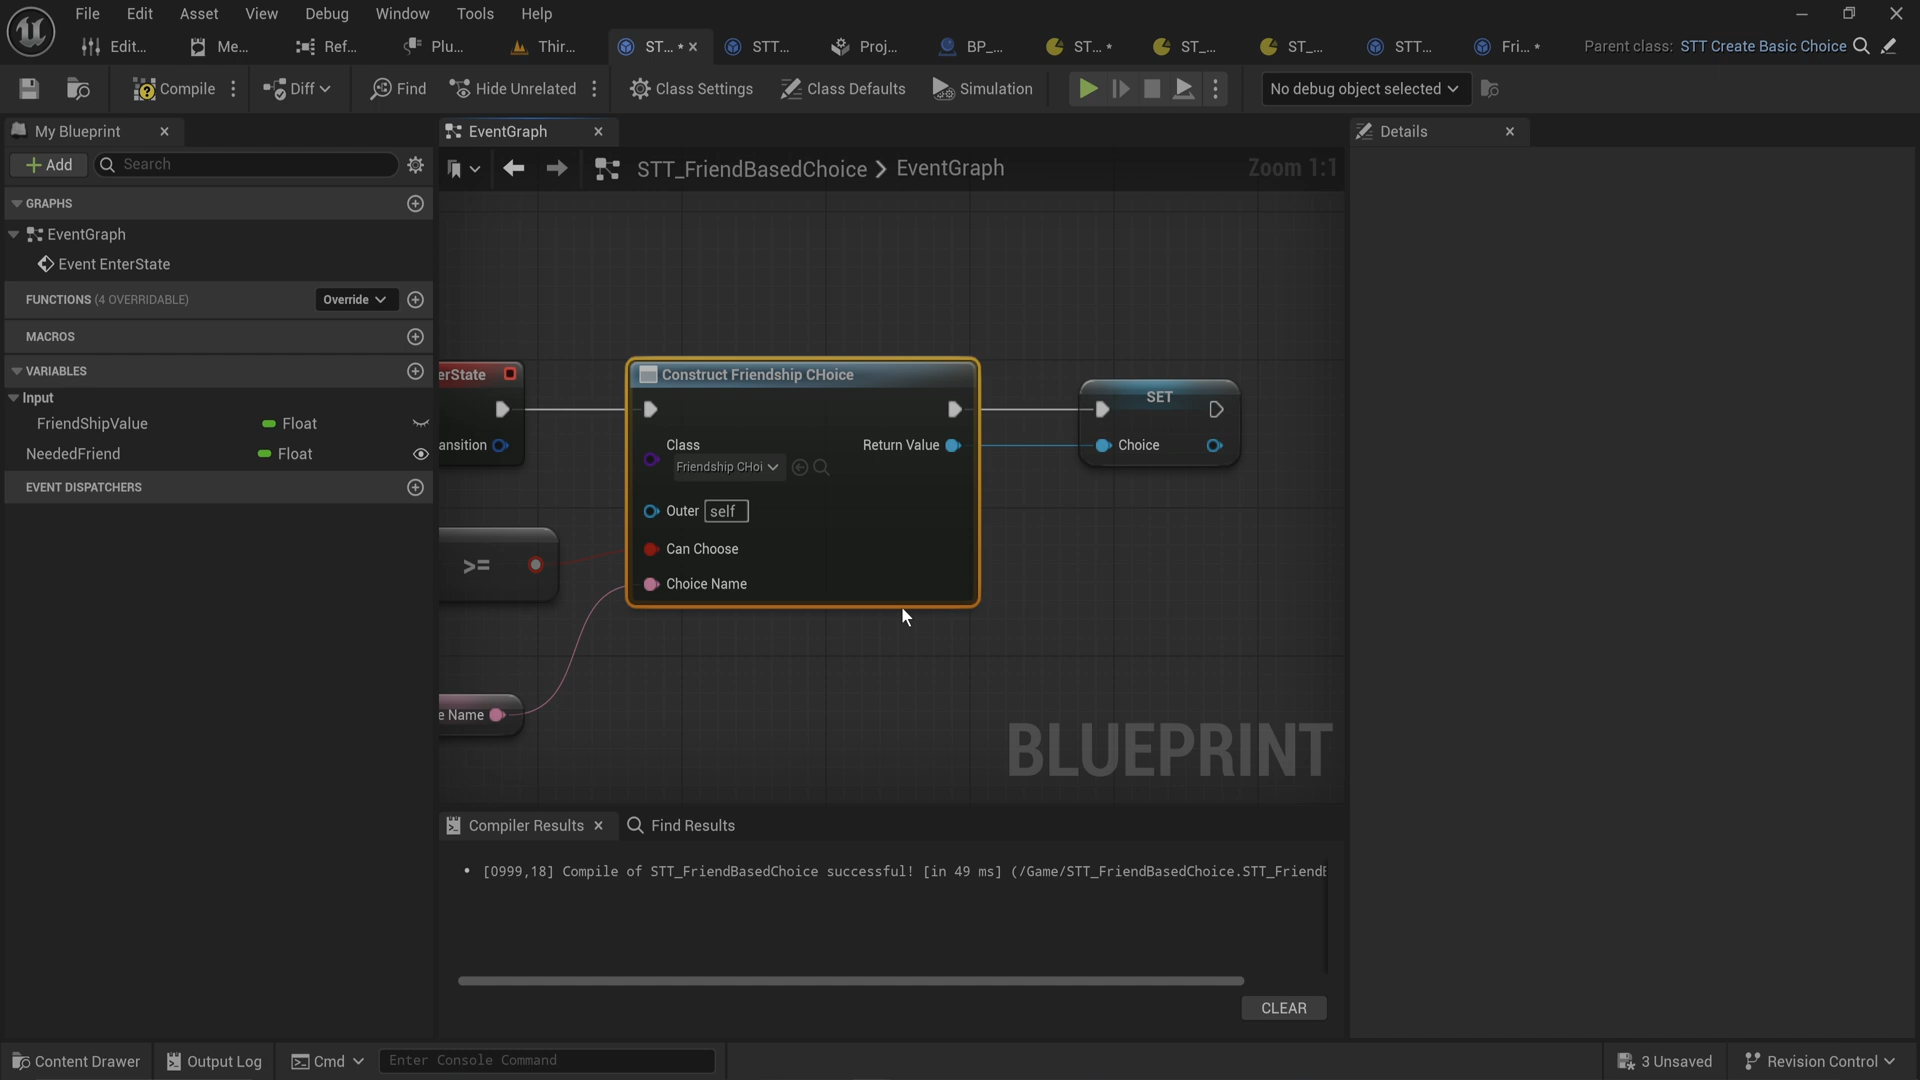 File Edit Asset View Debug Window Tools Help
Edit... Me... Ref... Plu... Thir... ST... * STT... Proj... BP_... ST... * ST_... ST_... STT... Fri... * Parent class: STT Create Basic Choice
Compile Diff Find Hide Unrelated Class Settings Class Defaults Simulation No debug object selected
My Blueprint EventGraph Details
Add Search STT_FriendBasedChoice > EventGraph Zoom 1:1
GRAPHS
EventGraph
Event EnterState
FUNCTIONS (4 OVERRIDABLE) Override
MACROS
VARIABLES
Input
FriendShipValue Float
NeededFriend Float
EVENT DISPATCHERS
erState
ansition
>=
e Name
Construct Friendship CHoice
Class Return Value
Friendship CHoi
Outer self
Can Choose
Choice Name
SET
Choice
BLUEPRINT
Compiler Results Find Results
• [0999,18] Compile of STT_FriendBasedChoice successful! [in 49 ms] (/Game/STT_FriendBasedChoice.STT_Friend
CLEAR
Content Drawer Output Log Cmd Enter Console Command 3 Unsaved Revision Control